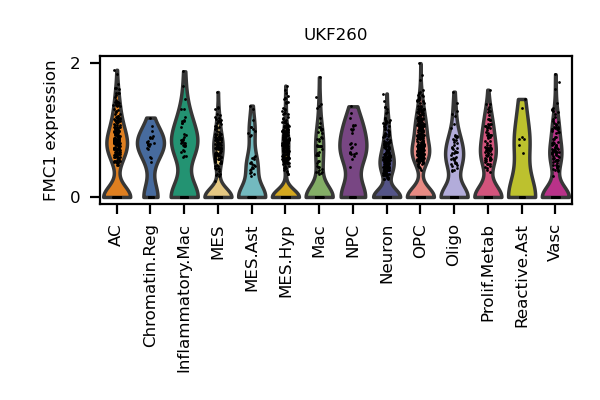 UKF260
FMC1 expression
2
0
AC
Chromatin.Reg
Inflammatory.Mac
MES
MES.Ast
MES.Hyp
Mac
NPC
Neuron
OPC
Oligo
Prolif.Metab
Reactive.Ast
Vasc